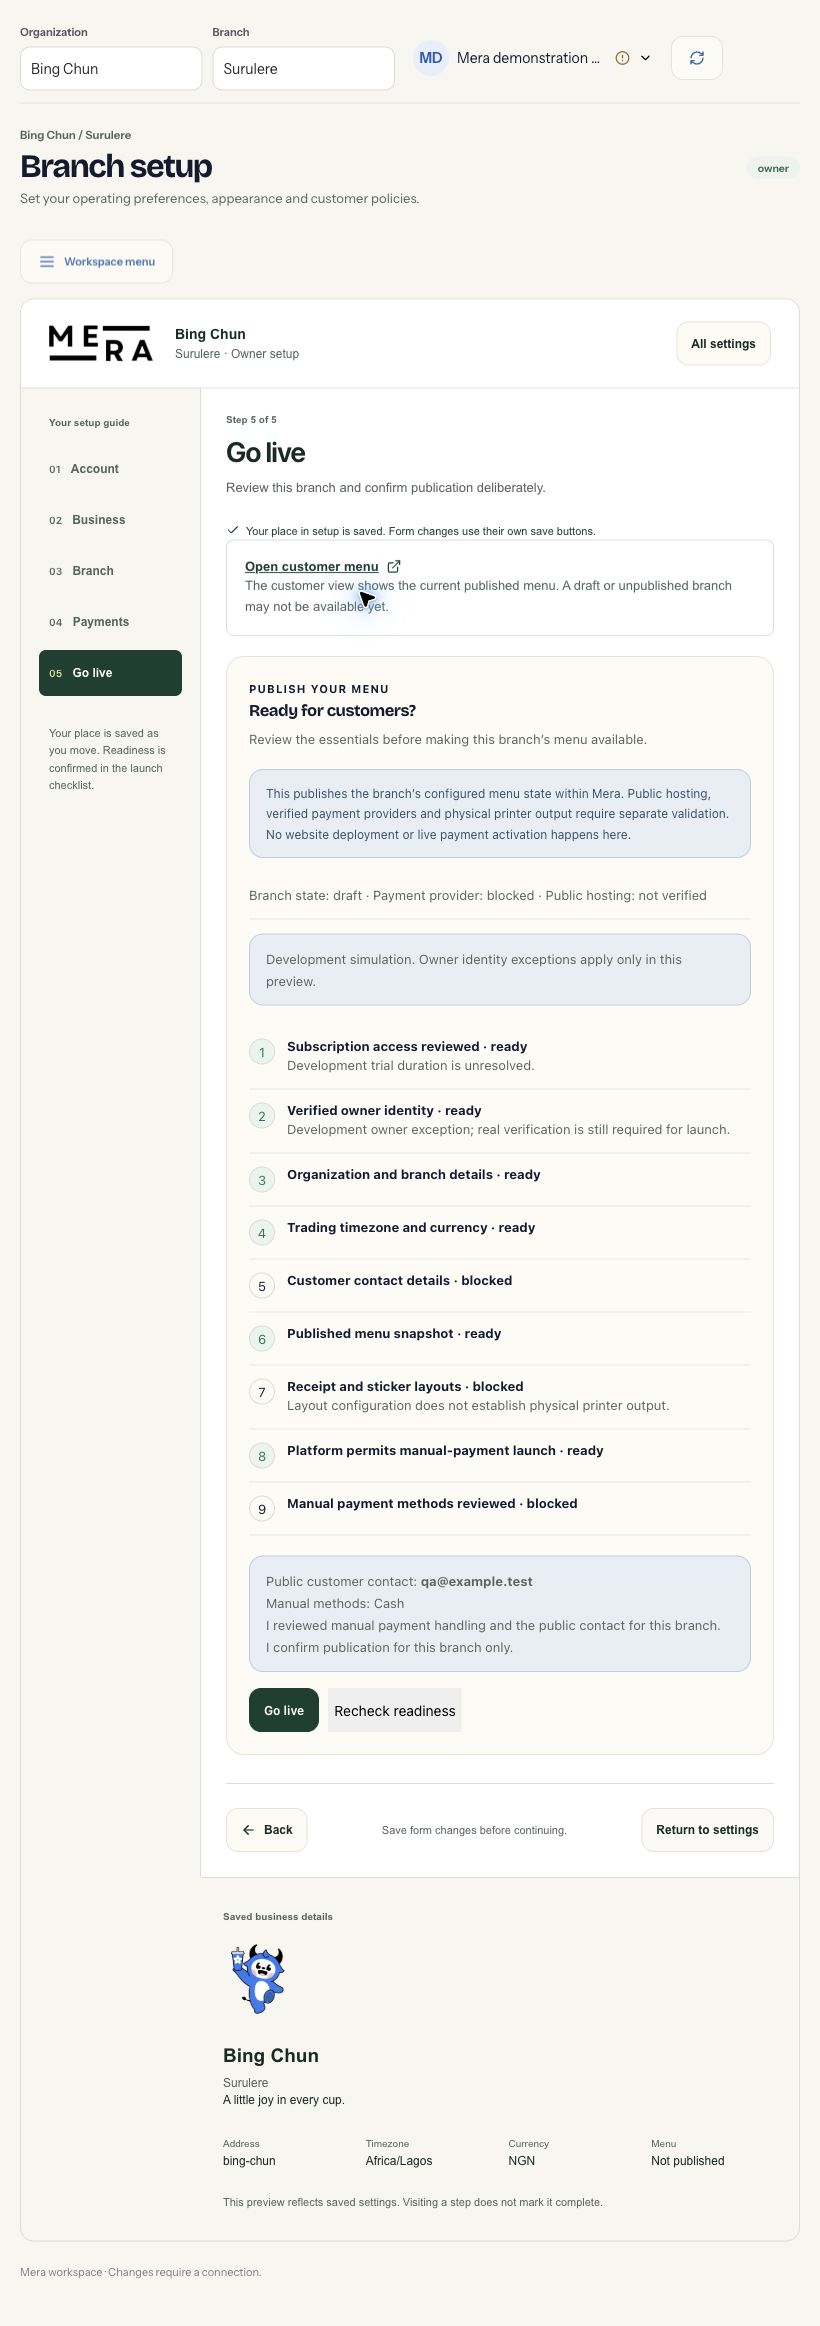 Organization
Branch
Bing Chun
Surulere
MD
Mera demonstration ...
Bing Chun / Surulere
Branch setup
owner
Set your operating preferences, appearance and customer policies.
Workspace menu
MERA
Bing Chun
Surulere · Owner setup
All settings
Your setup guide
01 Account
02 Business
03 Branch
04 Payments
05 Go live
Your place is saved as
you move. Readiness is
confirmed in the launch
checklist.
Step 5 of 5
Go live
Review this branch and confirm publication deliberately.
Your place in setup is saved. Form changes use their own save buttons.
Open customer menu
The customer view shows the current published menu. A draft or unpublished branch
may not be available yet.
PUBLISH YOUR MENU
Ready for customers?
Review the essentials before making this branch's menu available.
This publishes the branch's configured menu state within Mera. Public hosting,
verified payment providers and physical printer output require separate validation.
No website deployment or live payment activation happens here.
Branch state: draft · Payment provider: blocked · Public hosting: not verified
Development simulation. Owner identity exceptions apply only in this
preview.
1 Subscription access reviewed · ready
Development trial duration is unresolved.
2 Verified owner identity · ready
Development owner exception; real verification is still required for launch.
3 Organization and branch details · ready
4 Trading timezone and currency · ready
5 Customer contact details · blocked
6 Published menu snapshot · ready
7 Receipt and sticker layouts · blocked
Layout configuration does not establish physical printer output.
8 Platform permits manual-payment launch · ready
9 Manual payment methods reviewed · blocked
Public customer contact: qa@example.test
Manual methods: Cash
I reviewed manual payment handling and the public contact for this branch.
I confirm publication for this branch only.
Go live
Recheck readiness
Back
Save form changes before continuing.
Return to settings
Saved business details
Bing Chun
Surulere
A little joy in every cup.
Address
Timezone
Currency
Menu
bing-chun
Africa/Lagos
NGN
Not published
This preview reflects saved settings. Visiting a step does not mark it complete.
Mera workspace · Changes require a connection.